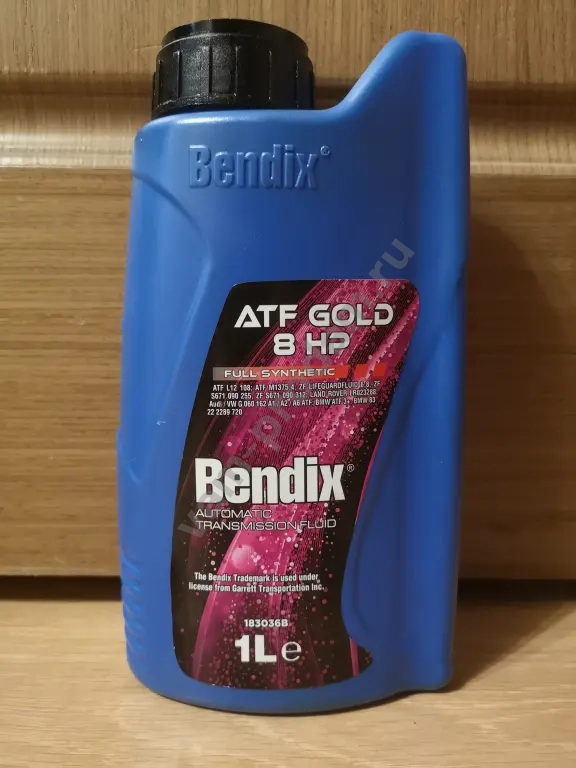 Bendix®
ATF GOLD
8 HP
FULL SYNTHETIC
ATF L12 108; ATF M1375.4, ZF LIFEGUARDFLUID 6 8, ZF
S671 090 255, ZF S671 090 312, LAND ROVER FR023288
Audi / VW G 060 162 A1 / A2 / A6 ATF, BMW ATF 3+, BMW 83
22 2289 720
Bendix®
AUTOMATIC
TRANSMISSION FLUID
The Bendix Trademark is used under
license from Garrett Transportation Inc.
183036B
1L e